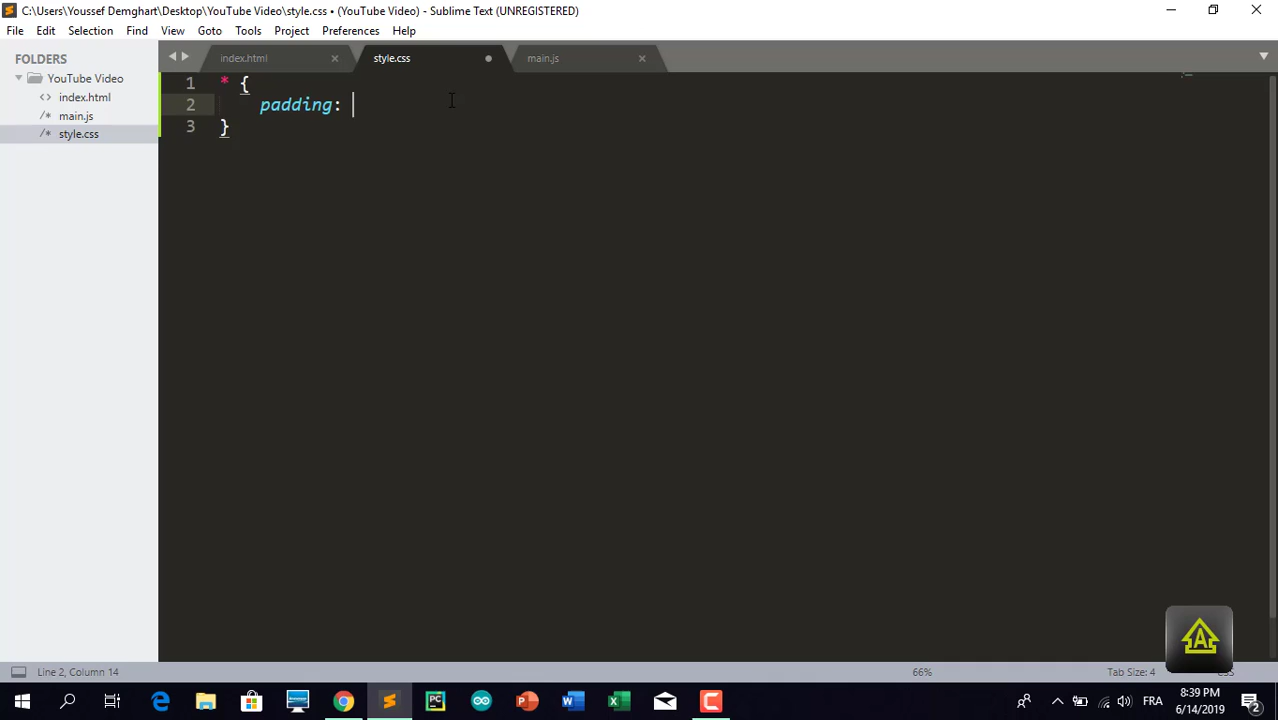 C:\Users\Youssef Demghart\Desktop\YouTube Video\style.css • (YouTube Video) - Sublime Text (UNREGISTERED)
File Edit Selection Find View Goto Tools Project Preferences Help
FOLDERS
YouTube Video
index.html
main.js
style.css
index.html style.css main.js
1 * {
2 padding:
3 }
A
Line 2, Column 14 66% Tab Size: 4
PC
FRA
8:39 PM
6/14/2019
2